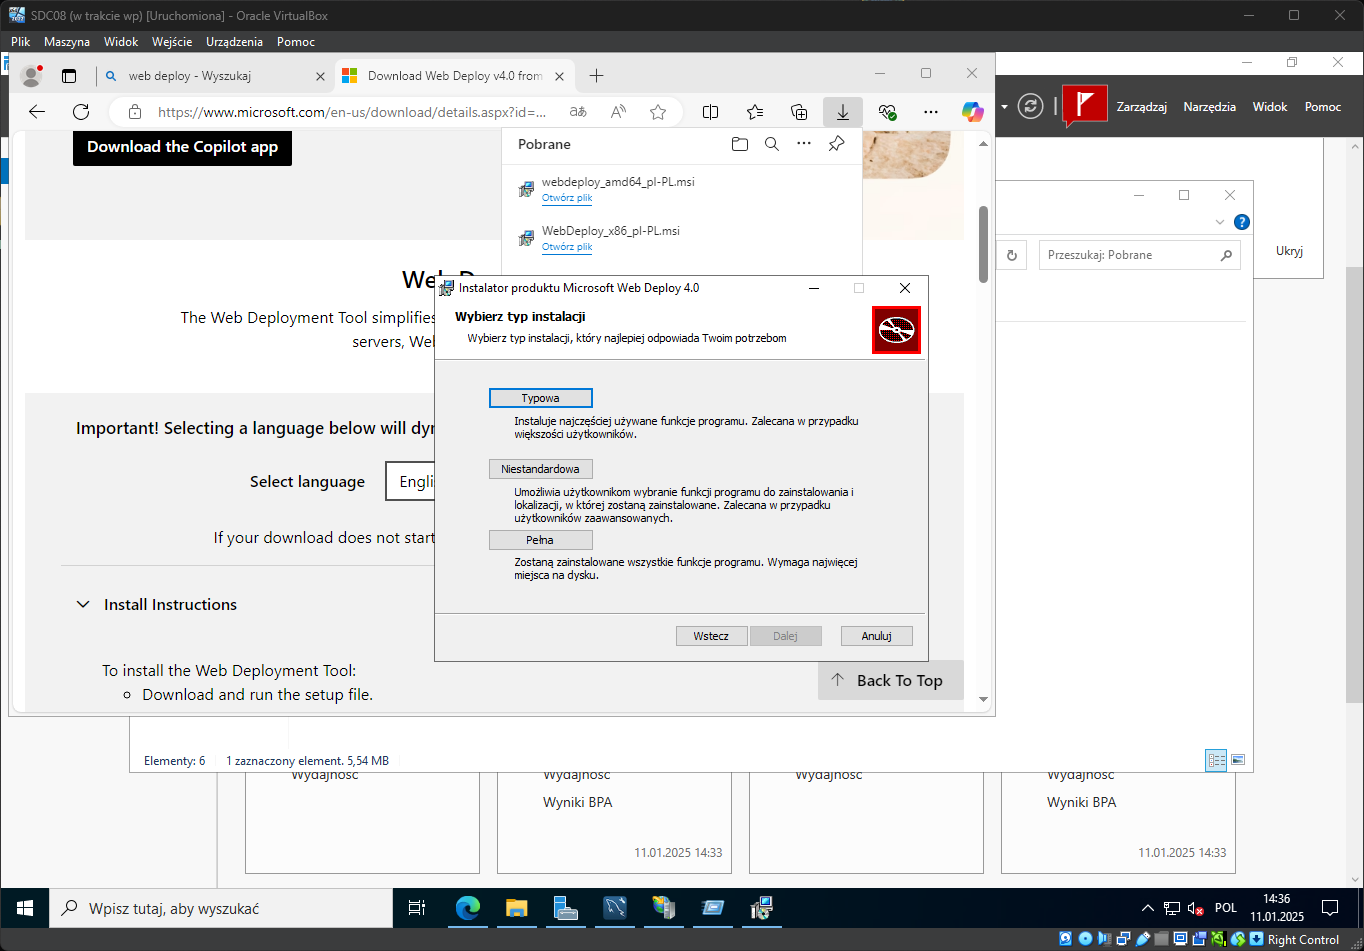 SDC08 (w trakcie wp) [Uruchomiona] - Oracle VirtualBox
Plik Maszyna Widok Wejście Urządzenia Pomoc
web deploy - Wyszukaj
Download Web Deploy v4.0 from
https://www.microsoft.com/en-us/download/details.aspx?id=...
Zarządzaj Narzędzia Widok Pomoc
Download the Copilot app
Pobrane
webdeploy_amd64_pl-PL.msi
Otwórz plik
WebDeploy_x86_pl-PL.msi
Otwórz plik
Przeszukaj: Pobrane
Ukryj
Web D
The Web Deployment Tool simplifies
servers, Web
Important! Selecting a language below will dyn
Select language
Engli
If your download does not start
Install Instructions
To install the Web Deployment Tool:
Download and run the setup file.
Back To Top
Instalator produktu Microsoft Web Deploy 4.0
Wybierz typ instalacji
Wybierz typ instalacji, który najlepiej odpowiada Twoim potrzebom
Typowa
Instaluje najczęściej używane funkcje programu. Zalecana w przypadku
większości użytkowników.
Niestandardowa
Umożliwia użytkownikom wybranie funkcji programu do zainstalowania i
lokalizacji, w której zostaną zainstalowane. Zalecana w przypadku
użytkowników zaawansowanych.
Pełna
Zostaną zainstalowane wszystkie funkcje programu. Wymaga najwięcej
miejsca na dysku.
Wstecz Dalej Anuluj
Elementy: 6 1 zaznaczony element. 5,54 MB
Wydajność Wydajność Wydajność Wydajność
Wyniki BPA Wyniki BPA
11.01.2025 14:33 11.01.2025 14:33
Wpisz tutaj, aby wyszukać
POL
14:36
11.01.2025
Right Control